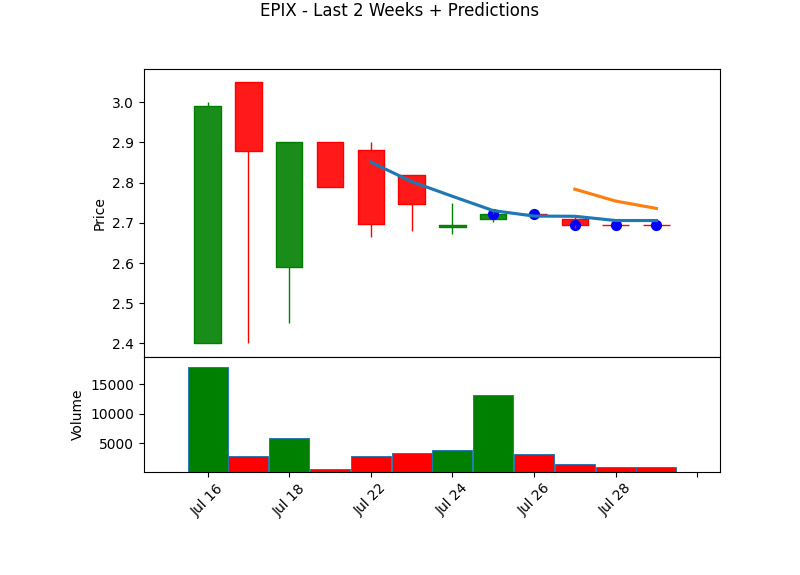 EPIX - Last 2 Weeks + Predictions
3.0
2.9
2.8
2.7
2.6
2.5
2.4
Price
15000
10000
5000
Volume
Jul 16
Jul 18
Jul 22
Jul 24
Jul 26
Jul 28